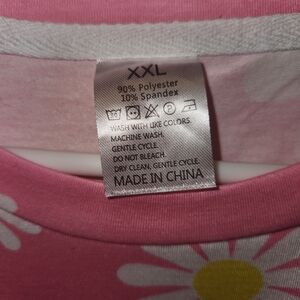 XXL
90% Polyester
10% Spandex
WASH WITH LIKE COLORS.
MACHINE WASH.
GENTLE CYCLE.
DO NOT BLEACH.
DRY CLEAN, GENTLE CYCLE.
MADE IN CHINA